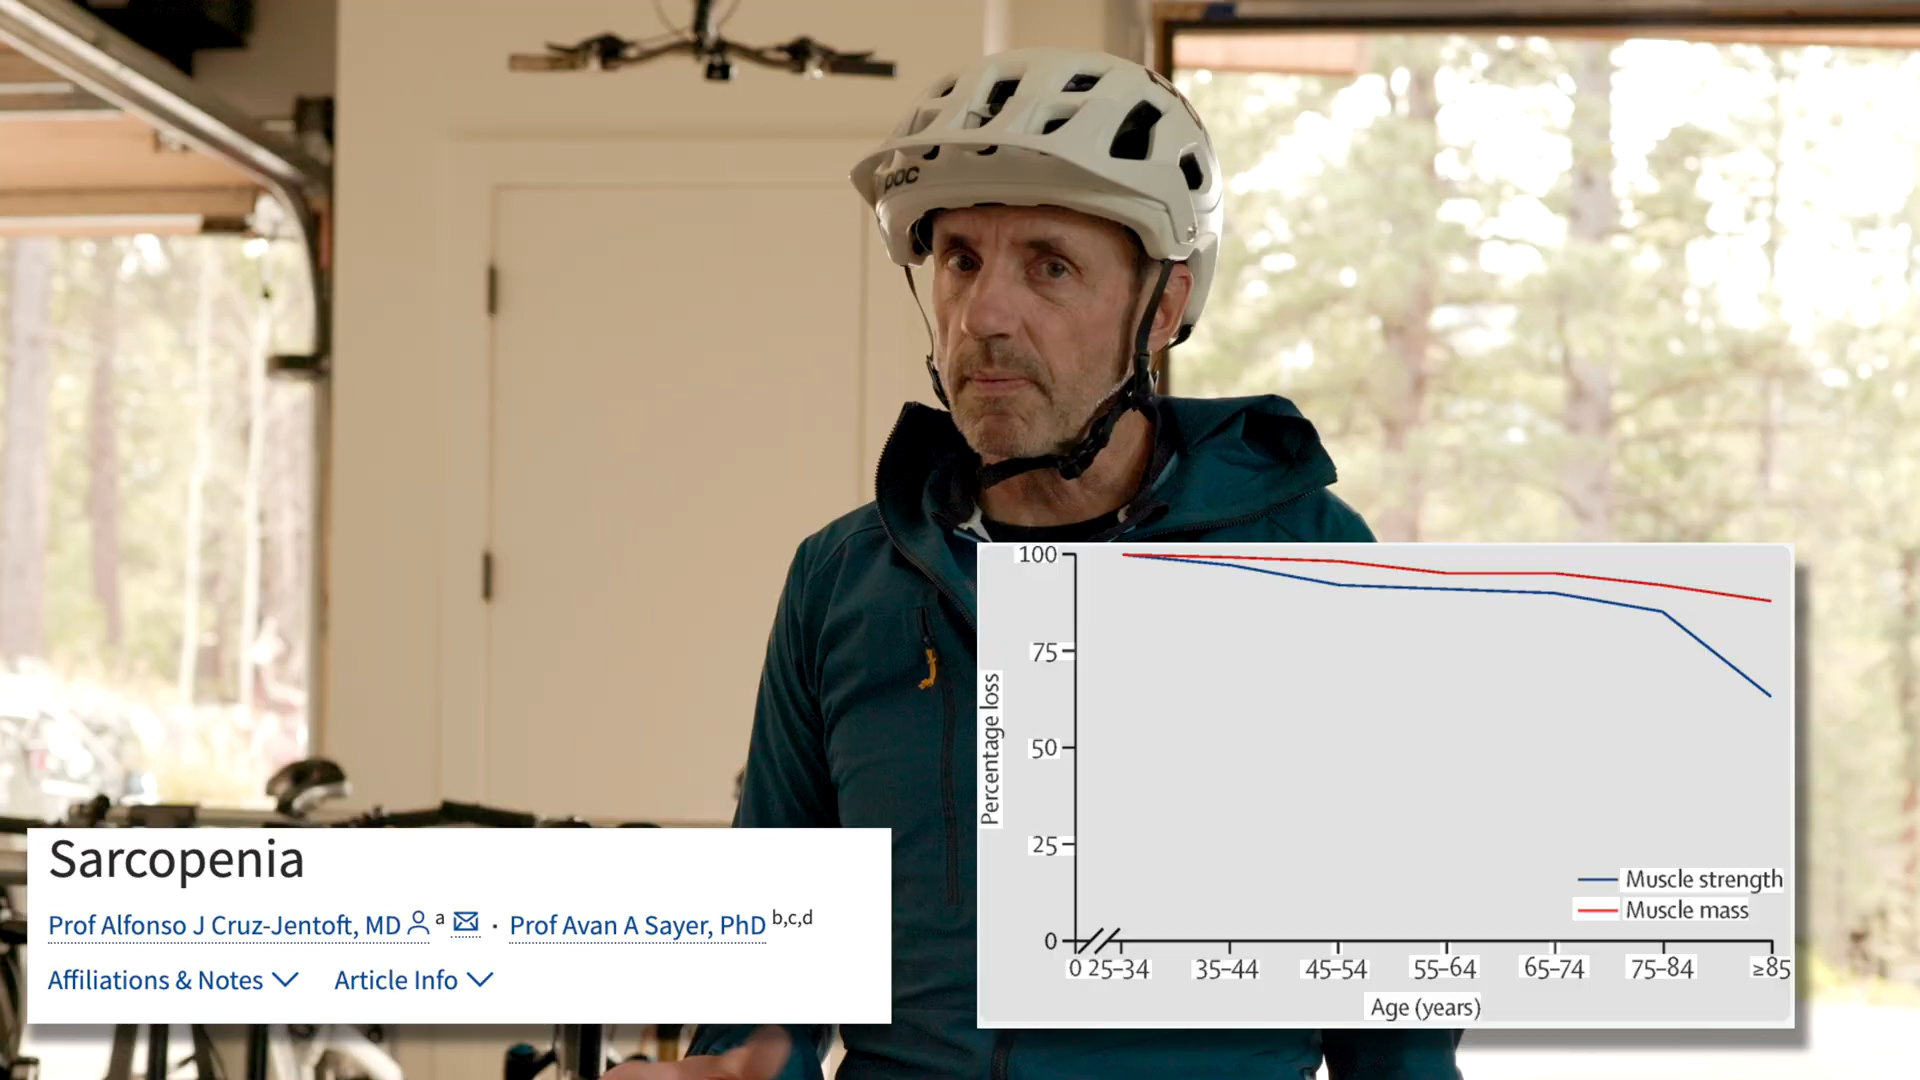 poc
100
75
50
25
0
Percentage loss
Muscle strength
Muscle mass
0 25–34 35–44 45–54 55–64 65–74 75–84 ≥85
Age (years)
Sarcopenia
Prof Alfonso J Cruz-Jentoft, MD a · Prof Avan A Sayer, PhD b,c,d
Affiliations & Notes Article Info